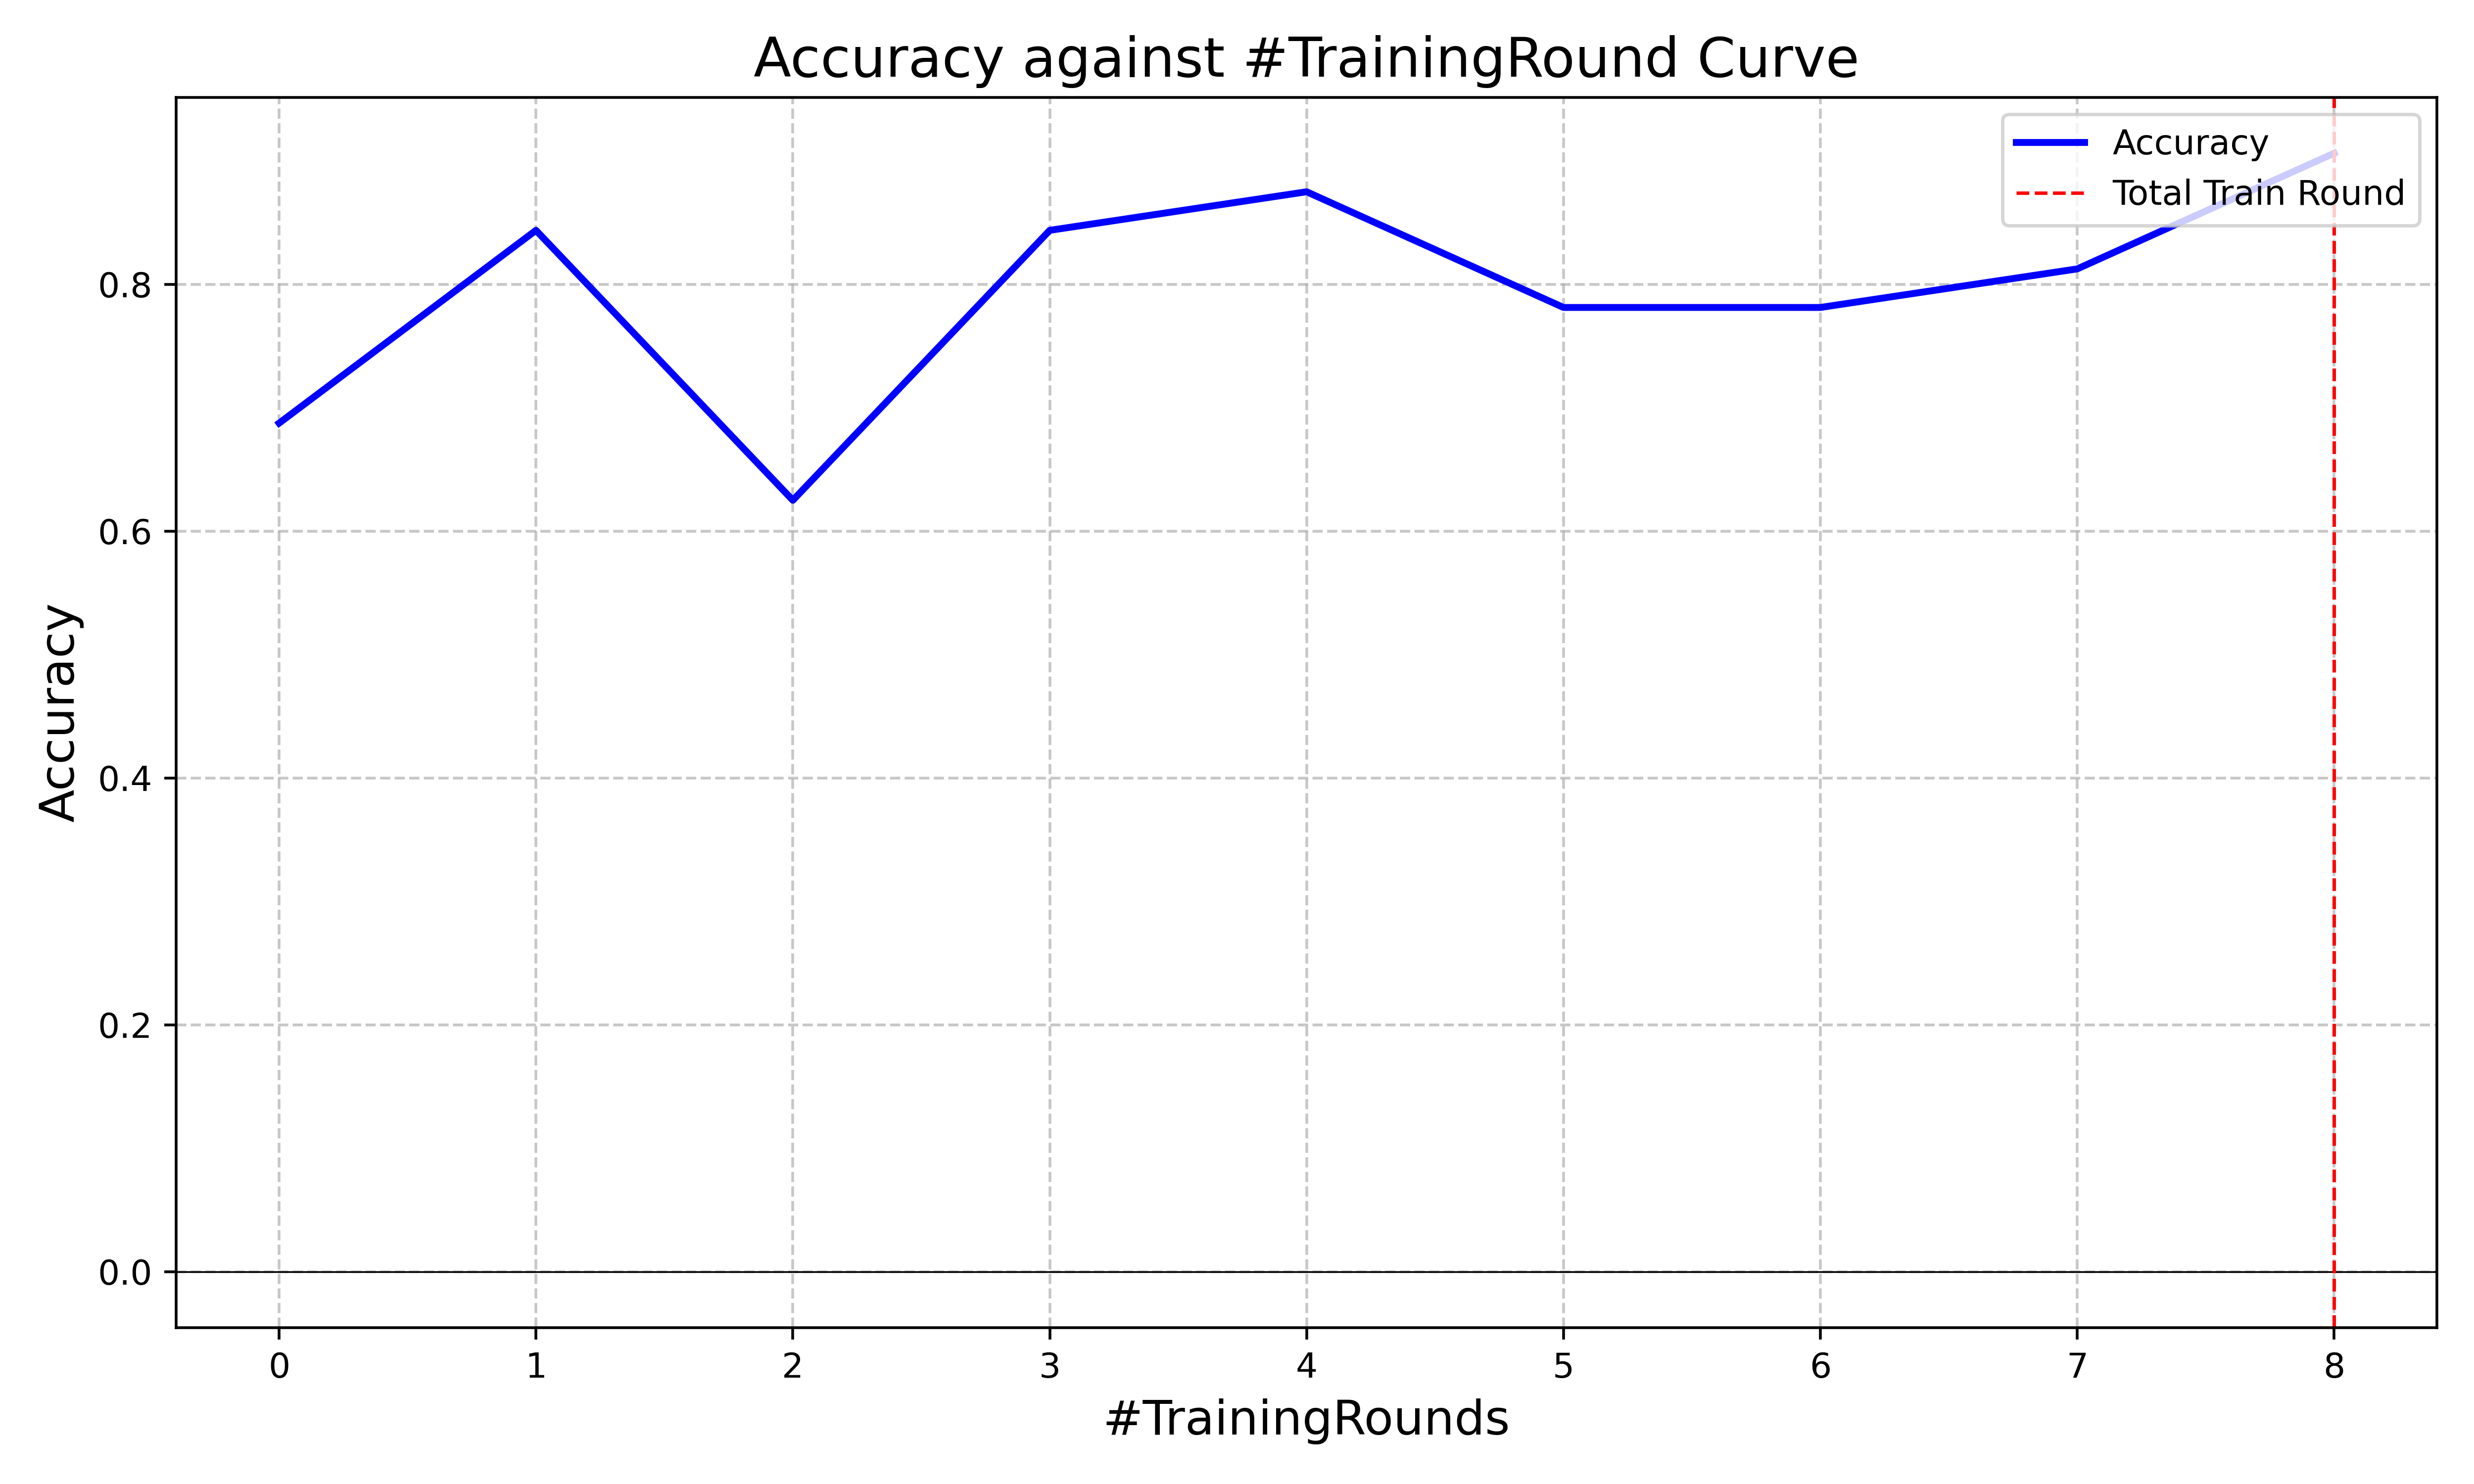 Accuracy against #TrainingRound Curve
Accuracy
Total Train Round
Accuracy
0.8
0.6
0.4
0.2
0.0
0 1 2 3 4 5 6 7 8
#TrainingRounds